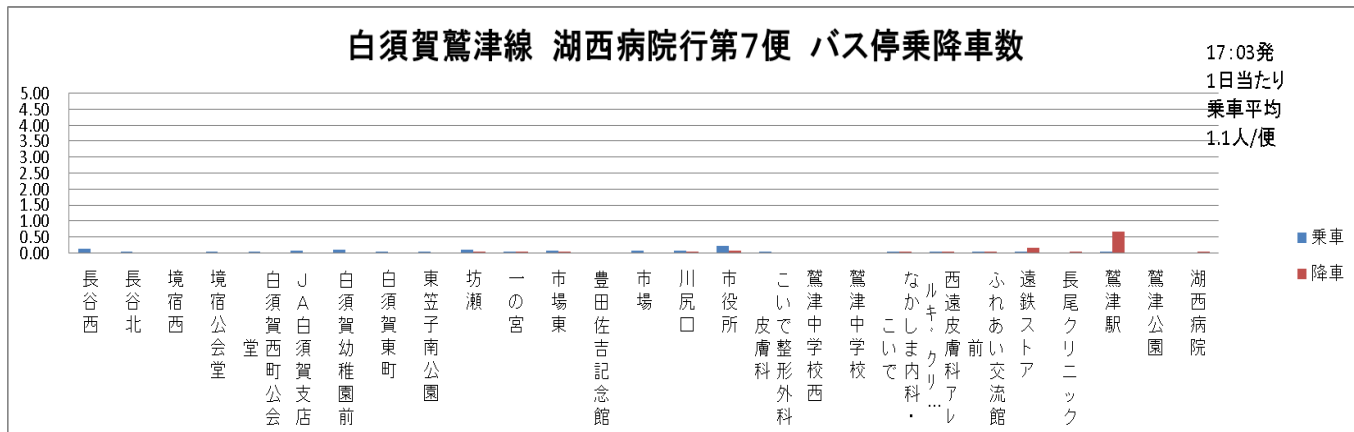 白須賀鷲津線 湖西病院行第7便 バス停乗降車数
17:03発
1日当たり
乗車平均
1.1人/便
5.00
4.50
4.00
3.50
3.00
2.50
2.00
1.50
1.00
0.50
0.00
乗車
降車
長谷西
長谷北
境宿西
境宿公会堂
白須賀西町公会
堂
JA白須賀支店
白須賀幼稚園前
白須賀東町
東笠子南公園
坊瀬
一の宮
市場東
豊田佐吉記念館
市場
川尻口
市役所
こいで整形外科
皮膚科
鷲津中学校西
鷲津中学校
なかしま内科・
こいで
西遠皮膚科アレ
ルギークリ…
ふれあい交流館
前
遠鉄ストア
長尾クリニック
鷲津駅
鷲津公園
湖西病院